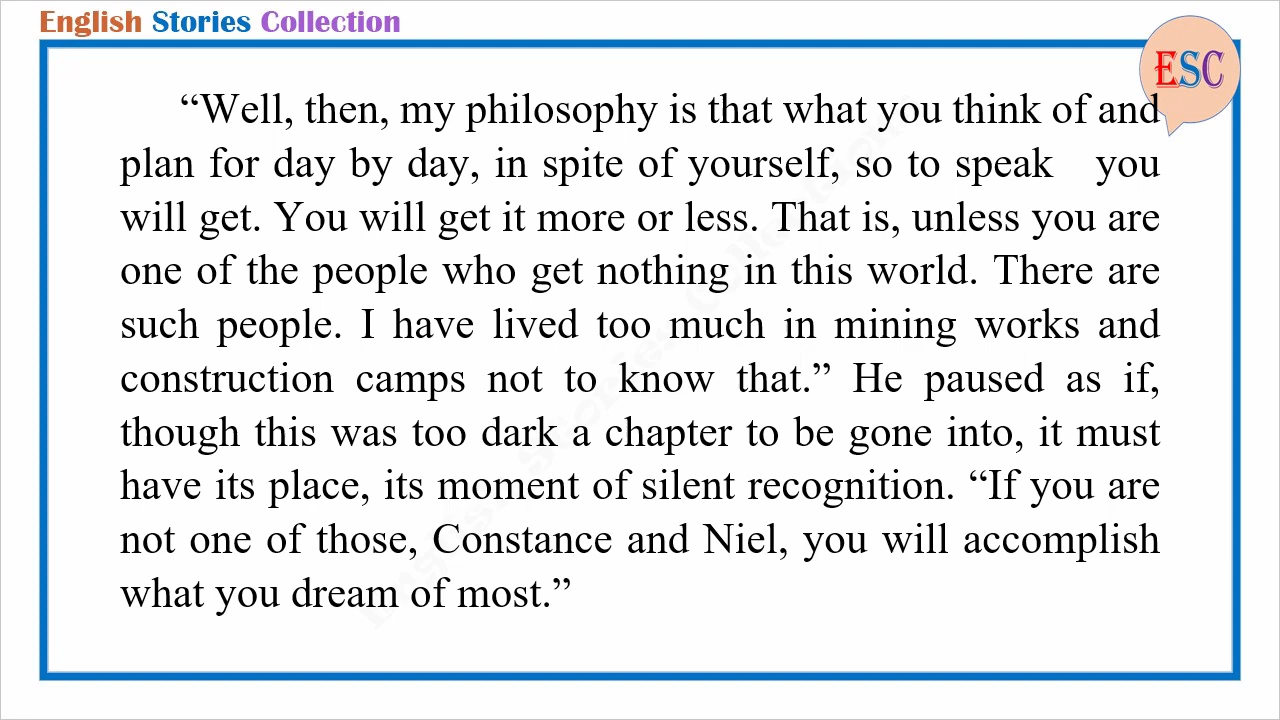 English Stories Collection
ESC
“Well, then, my philosophy is that what you think of and
plan for day by day, in spite of yourself, so to speak you
will get. You will get it more or less. That is, unless you are
one of the people who get nothing in this world. There are
such people. I have lived too much in mining works and
construction camps not to know that.” He paused as if,
though this was too dark a chapter to be gone into, it must
have its place, its moment of silent recognition. “If you are
not one of those, Constance and Niel, you will accomplish
what you dream of most.”
English Stories Collection